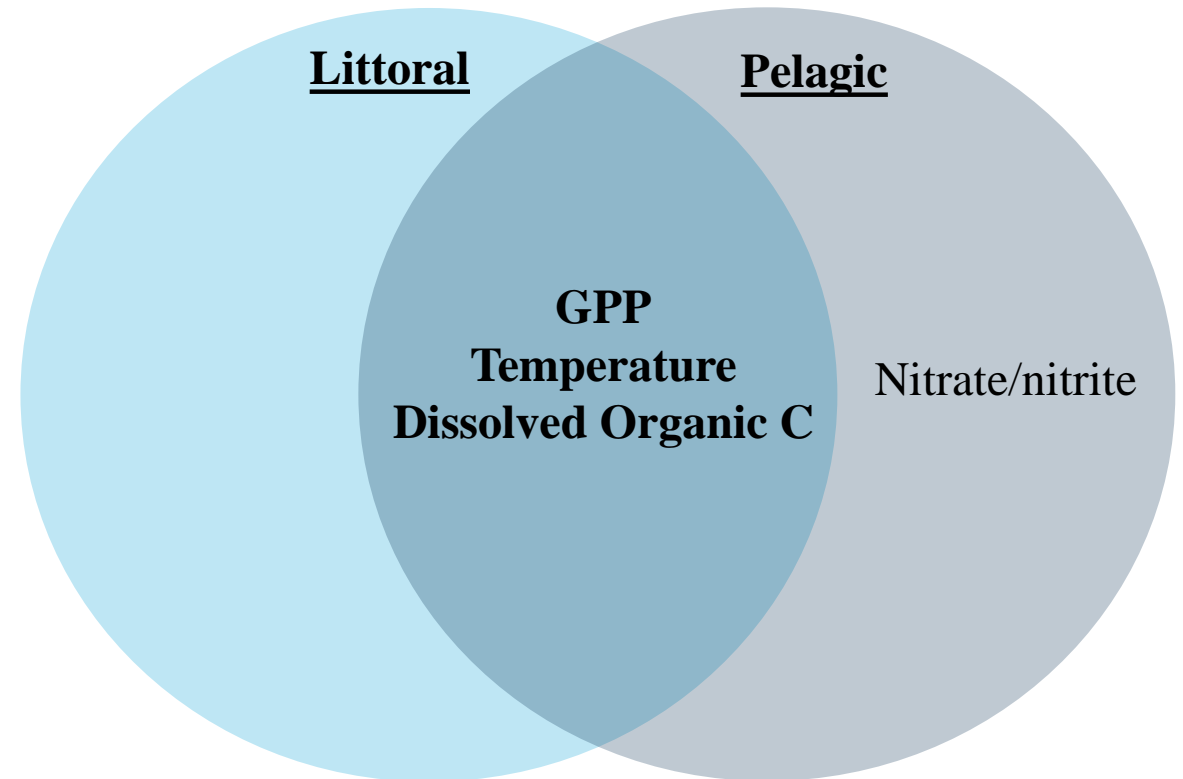 Littoral
Pelagic
GPP
Temperature
Dissolved Organic C
Nitrate/nitrite